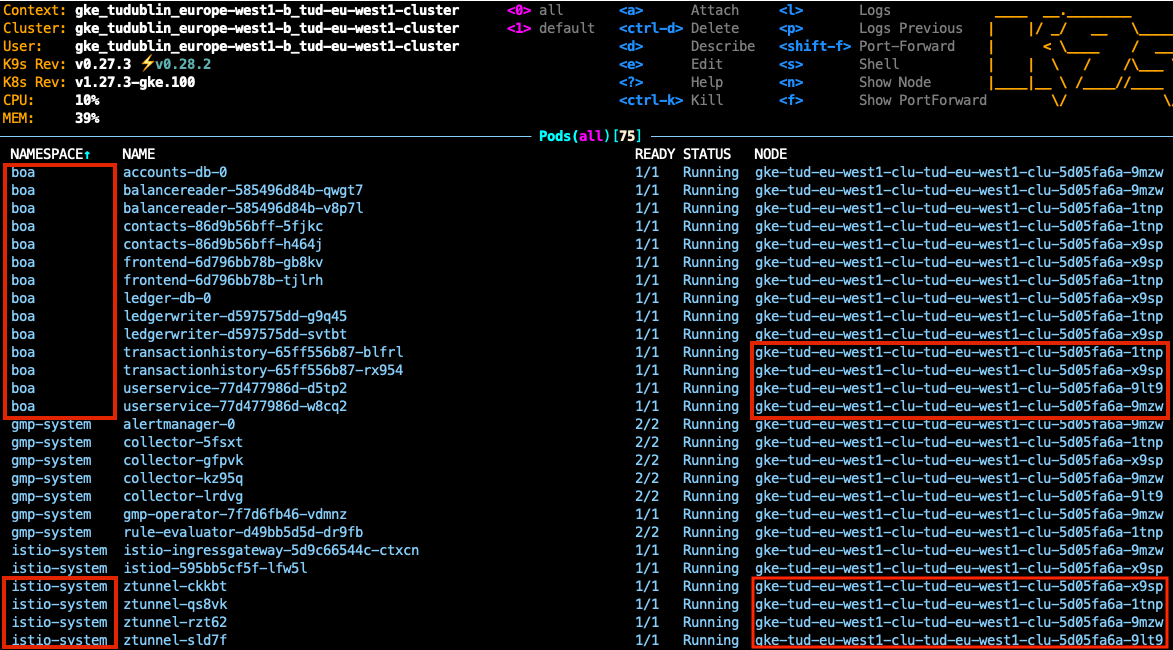 Context: gke_tudublin_europe-west1-b_tud-eu-west1-cluster <0> all <a> Attach <l> Logs
Cluster: gke_tudublin_europe-west1-b_tud-eu-west1-cluster <1> default <ctrl-d> Delete <p> Logs Previous
User: gke_tudublin_europe-west1-b_tud-eu-west1-cluster <d> Describe <shift-f> Port-Forward
K9s Rev: v0.27.3 ⚡v0.28.2 <e> Edit <s> Shell
K8s Rev: v1.27.3-gke.100 <?> Help <n> Show Node
CPU: 10% <ctrl-k> Kill <f> Show PortForward
MEM: 39%
Pods(all)[75]
NAMESPACE↑ NAME READY STATUS NODE
boa accounts-db-0 1/1 Running gke-tud-eu-west1-clu-tud-eu-west1-clu-5d05fa6a-9mzw
boa balancereader-585496d84b-qwgt7 1/1 Running gke-tud-eu-west1-clu-tud-eu-west1-clu-5d05fa6a-9mzw
boa balancereader-585496d84b-v8p7l 1/1 Running gke-tud-eu-west1-clu-tud-eu-west1-clu-5d05fa6a-1tnp
boa contacts-86d9b56bff-5fjkc 1/1 Running gke-tud-eu-west1-clu-tud-eu-west1-clu-5d05fa6a-1tnp
boa contacts-86d9b56bff-h464j 1/1 Running gke-tud-eu-west1-clu-tud-eu-west1-clu-5d05fa6a-x9sp
boa frontend-6d796bb78b-gb8kv 1/1 Running gke-tud-eu-west1-clu-tud-eu-west1-clu-5d05fa6a-x9sp
boa frontend-6d796bb78b-tjlrh 1/1 Running gke-tud-eu-west1-clu-tud-eu-west1-clu-5d05fa6a-1tnp
boa ledger-db-0 1/1 Running gke-tud-eu-west1-clu-tud-eu-west1-clu-5d05fa6a-x9sp
boa ledgerwriter-d597575dd-g9q45 1/1 Running gke-tud-eu-west1-clu-tud-eu-west1-clu-5d05fa6a-1tnp
boa ledgerwriter-d597575dd-svtbt 1/1 Running gke-tud-eu-west1-clu-tud-eu-west1-clu-5d05fa6a-x9sp
boa transactionhistory-65ff556b87-blfrl 1/1 Running gke-tud-eu-west1-clu-tud-eu-west1-clu-5d05fa6a-1tnp
boa transactionhistory-65ff556b87-rx954 1/1 Running gke-tud-eu-west1-clu-tud-eu-west1-clu-5d05fa6a-x9sp
boa userservice-77d477986d-d5tp2 1/1 Running gke-tud-eu-west1-clu-tud-eu-west1-clu-5d05fa6a-9lt9
boa userservice-77d477986d-w8cq2 1/1 Running gke-tud-eu-west1-clu-tud-eu-west1-clu-5d05fa6a-9mzw
gmp-system alertmanager-0 2/2 Running gke-tud-eu-west1-clu-tud-eu-west1-clu-5d05fa6a-9mzw
gmp-system collector-5fsxt 2/2 Running gke-tud-eu-west1-clu-tud-eu-west1-clu-5d05fa6a-1tnp
gmp-system collector-gfpvk 2/2 Running gke-tud-eu-west1-clu-tud-eu-west1-clu-5d05fa6a-x9sp
gmp-system collector-kz95q 2/2 Running gke-tud-eu-west1-clu-tud-eu-west1-clu-5d05fa6a-9mzw
gmp-system collector-lrdvg 2/2 Running gke-tud-eu-west1-clu-tud-eu-west1-clu-5d05fa6a-9lt9
gmp-system gmp-operator-7f7d6fb46-vdmnz 1/1 Running gke-tud-eu-west1-clu-tud-eu-west1-clu-5d05fa6a-9mzw
gmp-system rule-evaluator-d49bb5d5d-dr9fb 2/2 Running gke-tud-eu-west1-clu-tud-eu-west1-clu-5d05fa6a-1tnp
istio-system istio-ingressgateway-5d9c66544c-ctxcn 1/1 Running gke-tud-eu-west1-clu-tud-eu-west1-clu-5d05fa6a-9mzw
istio-system istiod-595bb5cf5f-lfw5l 1/1 Running gke-tud-eu-west1-clu-tud-eu-west1-clu-5d05fa6a-x9sp
istio-system ztunnel-ckkbt 1/1 Running gke-tud-eu-west1-clu-tud-eu-west1-clu-5d05fa6a-x9sp
istio-system ztunnel-qs8vk 1/1 Running gke-tud-eu-west1-clu-tud-eu-west1-clu-5d05fa6a-1tnp
istio-system ztunnel-rzt62 1/1 Running gke-tud-eu-west1-clu-tud-eu-west1-clu-5d05fa6a-9mzw
istio-system ztunnel-sld7f 1/1 Running gke-tud-eu-west1-clu-tud-eu-west1-clu-5d05fa6a-9lt9